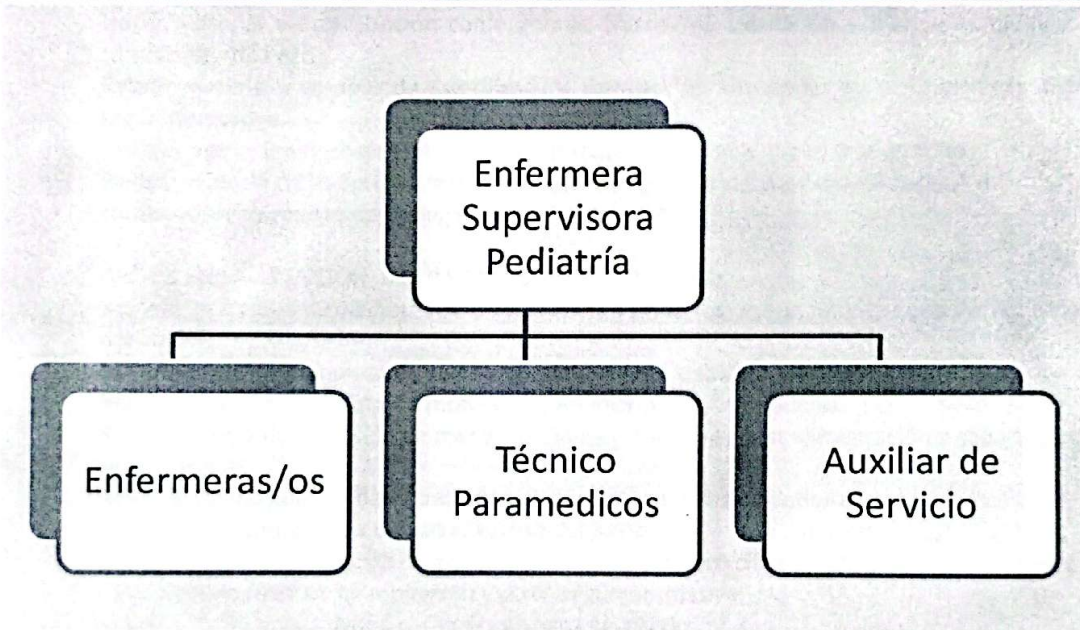 Enfermera
Supervisora
Pediatría
Enfermeras/os
Técnico
Paramedicos
Auxiliar de
Servicio